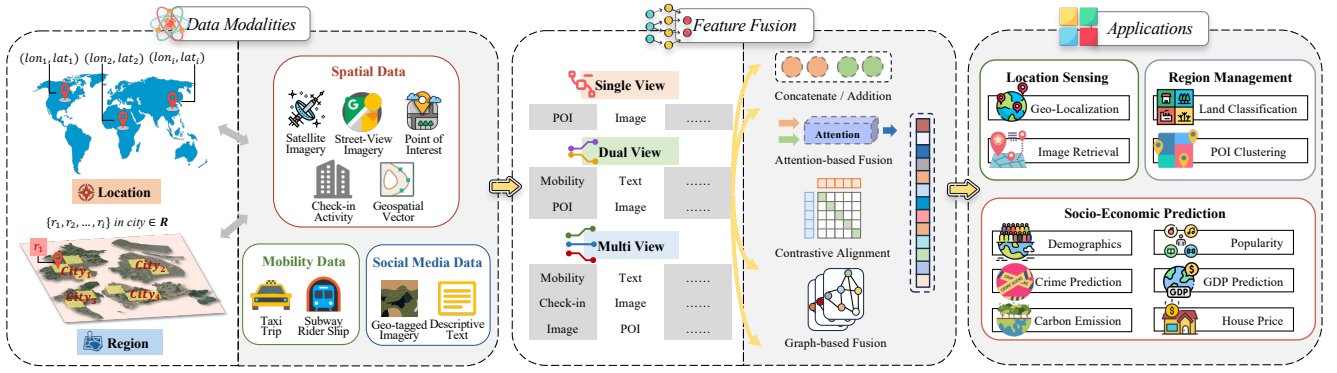 Data Modalities
(lon₁, lat₁) (lon₂, lat₂) (lonᵢ, latᵢ)
Location
{r₁, r₂, ..., rᵢ} in city ∈ R
r₁
City₁
City₂
City₃
City₄
Region
Spatial Data
Satellite
Imagery
Street-View
Imagery
Point of
Interest
Check-in
Activity
Geospatial
Vector
Mobility Data
Taxi
Trip
Subway
Rider Ship
Social Media Data
Geo-tagged
Imagery
Descriptive
Text
Feature Fusion
Single View
POI Image ......
Dual View
Mobility Text ......
POI Image ......
Multi View
Mobility Text ......
Check-in Image ......
Image POI ......
Concatenate / Addition
Attention
Attention-based Fusion
Contrastive Alignment
Graph-based Fusion
Applications
Location Sensing
Geo-Localization
Image Retrieval
Region Management
Land Classification
POI Clustering
Socio-Economic Prediction
Demographics
Popularity
Crime Prediction
GDP
GDP Prediction
Carbon Emission
House Price